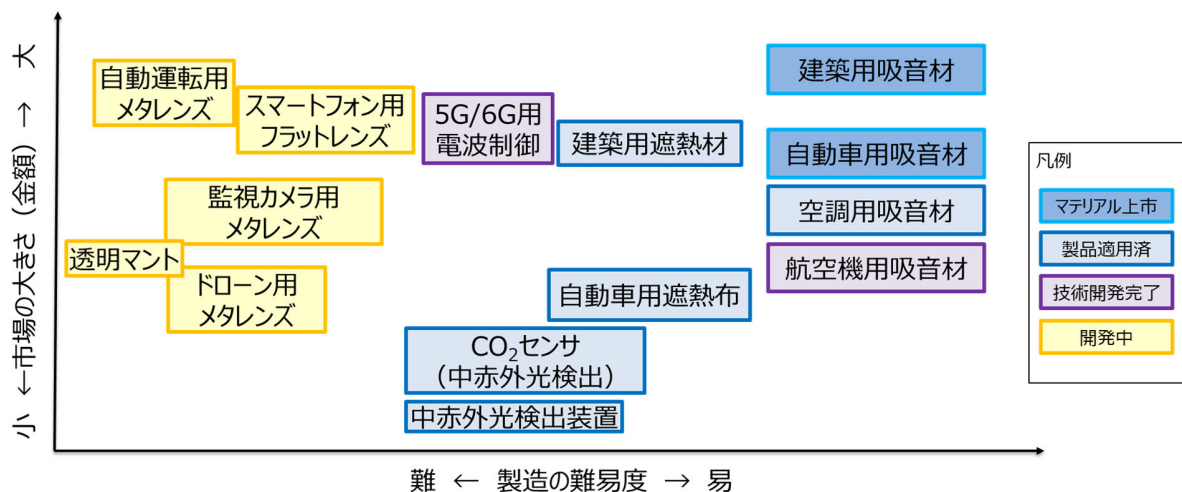 小 ← 市場の大きさ（金額） → 大
自動運転用
メタレンズ
スマートフォン用
フラットレンズ
5G/6G用
電波制御
建築用遮熱材
建築用吸音材
自動車用吸音材
監視カメラ用
メタレンズ
空調用吸音材
透明マント
航空機用吸音材
ドローン用
メタレンズ
自動車用遮熱布
CO₂センサ
（中赤外光検出）
中赤外光検出装置
難 ← 製造の難易度 → 易
凡例
マテリアル上市
製品適用済
技術開発完了
開発中